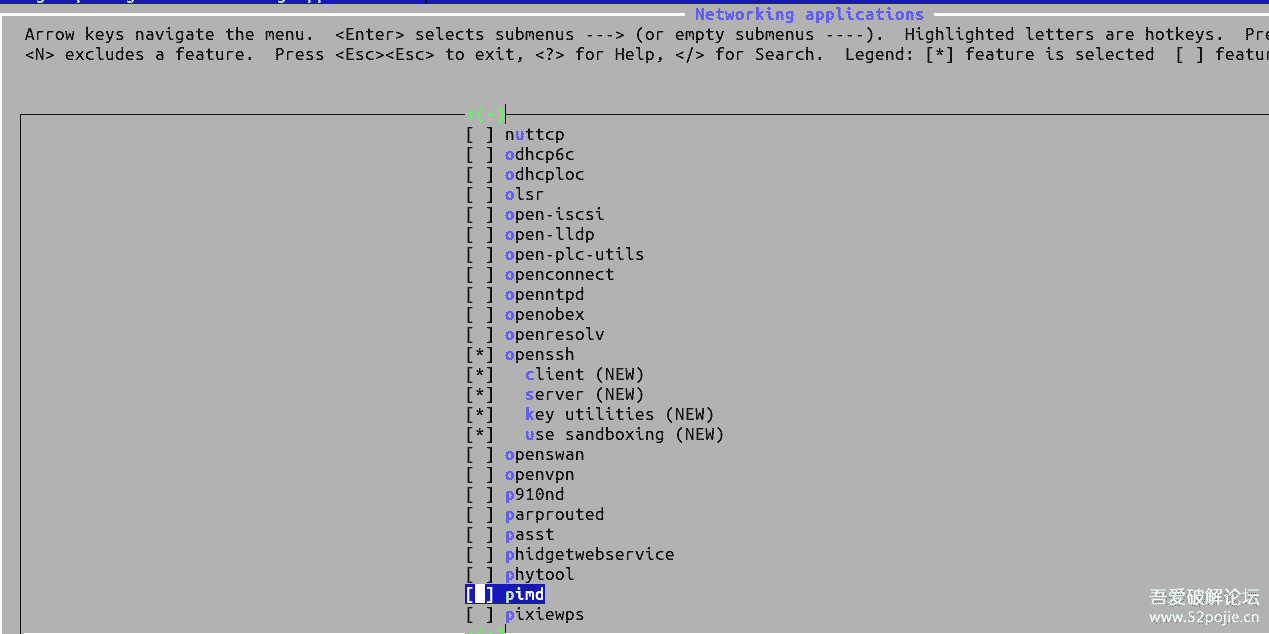 Networking applications
Arrow keys navigate the menu.  <Enter> selects submenus ---> (or empty submenus ----).  Highlighted letters are hotkeys.
<N> excludes a feature.  Press <Esc><Esc> to exit, <?> for Help, </> for Search.  Legend: [*] feature is selected  [ ]
[ ] nuttcp
[ ] odhcp6c
[ ] odhcploc
[ ] olsr
[ ] open-iscsi
[ ] open-lldp
[ ] open-plc-utils
[ ] openconnect
[ ] openntpd
[ ] openobex
[ ] openresolv
[*] openssh
[*]   client (NEW)
[*]   server (NEW)
[*]   key utilities (NEW)
[*]   use sandboxing (NEW)
[ ] openswan
[ ] openvpn
[ ] p910nd
[ ] parprouted
[ ] passt
[ ] phidgetwebservice
[ ] phytool
[ ] pimd
[ ] pixiewps
吾爱破解论坛
www.52pojie.cn